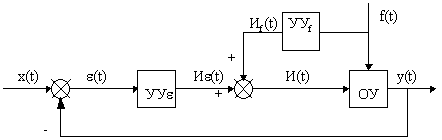 f(t)
И_f(t) УУ_f
+
x(t) ε(t) Иε(t) И(t) y(t)
УУε + ОУ
-